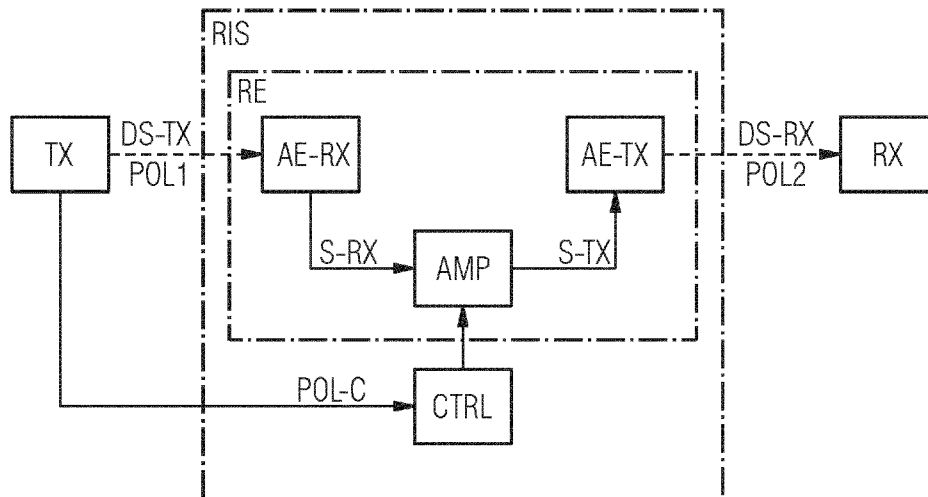 RIS
RE
TX
DS-TX
POL1
AE-RX
AE-TX
DS-RX
POL2
RX
S-RX
AMP
S-TX
POL-C
CTRL